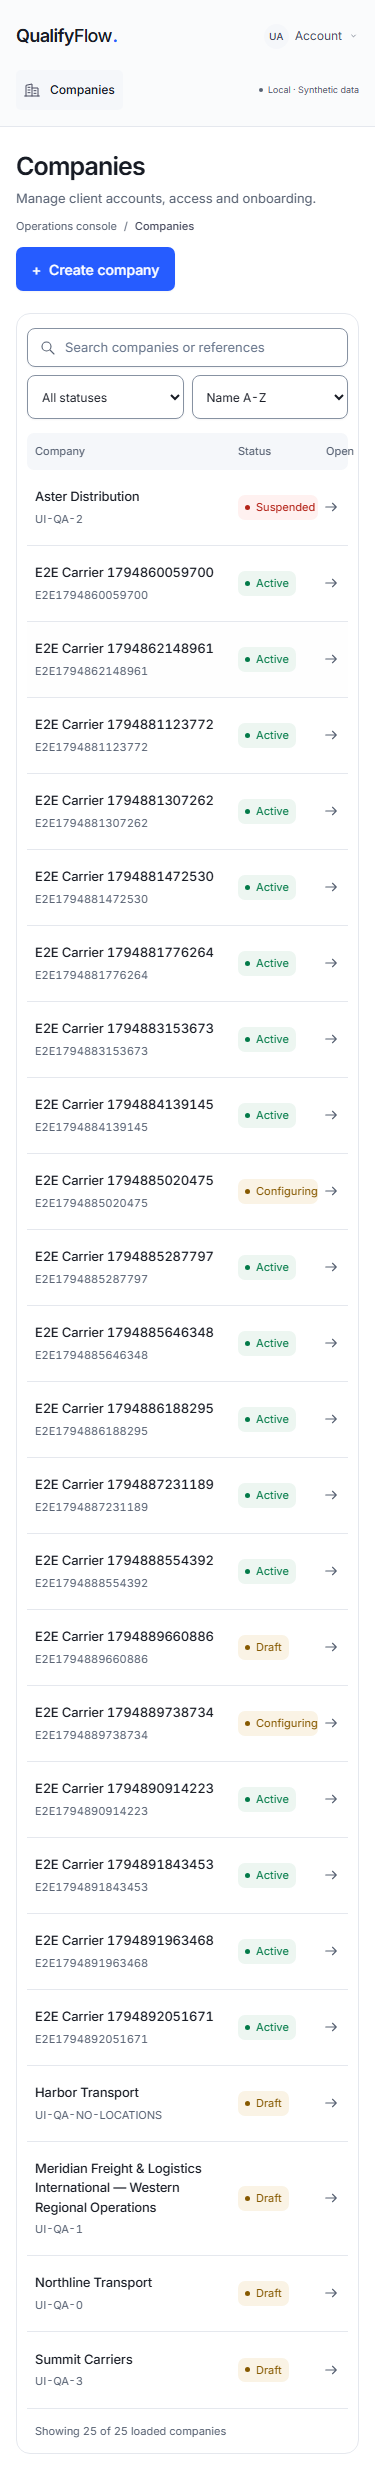 QualifyFlow.
UA Account
Companies
Local · Synthetic data
Companies
Manage client accounts, access and onboarding.
Operations console / Companies
+ Create company
Search companies or references
All statuses
Name A-Z
Company Status Open
Aster Distribution
UI-QA-2
Suspended
E2E Carrier 1794860059700
E2E1794860059700
Active
E2E Carrier 1794862148961
E2E1794862148961
Active
E2E Carrier 1794881123772
E2E1794881123772
Active
E2E Carrier 1794881307262
E2E1794881307262
Active
E2E Carrier 1794881472530
E2E1794881472530
Active
E2E Carrier 1794881776264
E2E1794881776264
Active
E2E Carrier 1794883153673
E2E1794883153673
Active
E2E Carrier 1794884139145
E2E1794884139145
Active
E2E Carrier 1794885020475
E2E1794885020475
Configuring
E2E Carrier 1794885287797
E2E1794885287797
Active
E2E Carrier 1794885646348
E2E1794885646348
Active
E2E Carrier 1794886188295
E2E1794886188295
Active
E2E Carrier 1794887231189
E2E1794887231189
Active
E2E Carrier 1794888554392
E2E1794888554392
Active
E2E Carrier 1794889660886
E2E1794889660886
Draft
E2E Carrier 1794889738734
E2E1794889738734
Configuring
E2E Carrier 1794890914223
E2E1794890914223
Active
E2E Carrier 1794891843453
E2E1794891843453
Active
E2E Carrier 1794891963468
E2E1794891963468
Active
E2E Carrier 1794892051671
E2E1794892051671
Active
Harbor Transport
UI-QA-NO-LOCATIONS
Draft
Meridian Freight & Logistics
International — Western
Regional Operations
UI-QA-1
Draft
Northline Transport
UI-QA-0
Draft
Summit Carriers
UI-QA-3
Draft
Showing 25 of 25 loaded companies